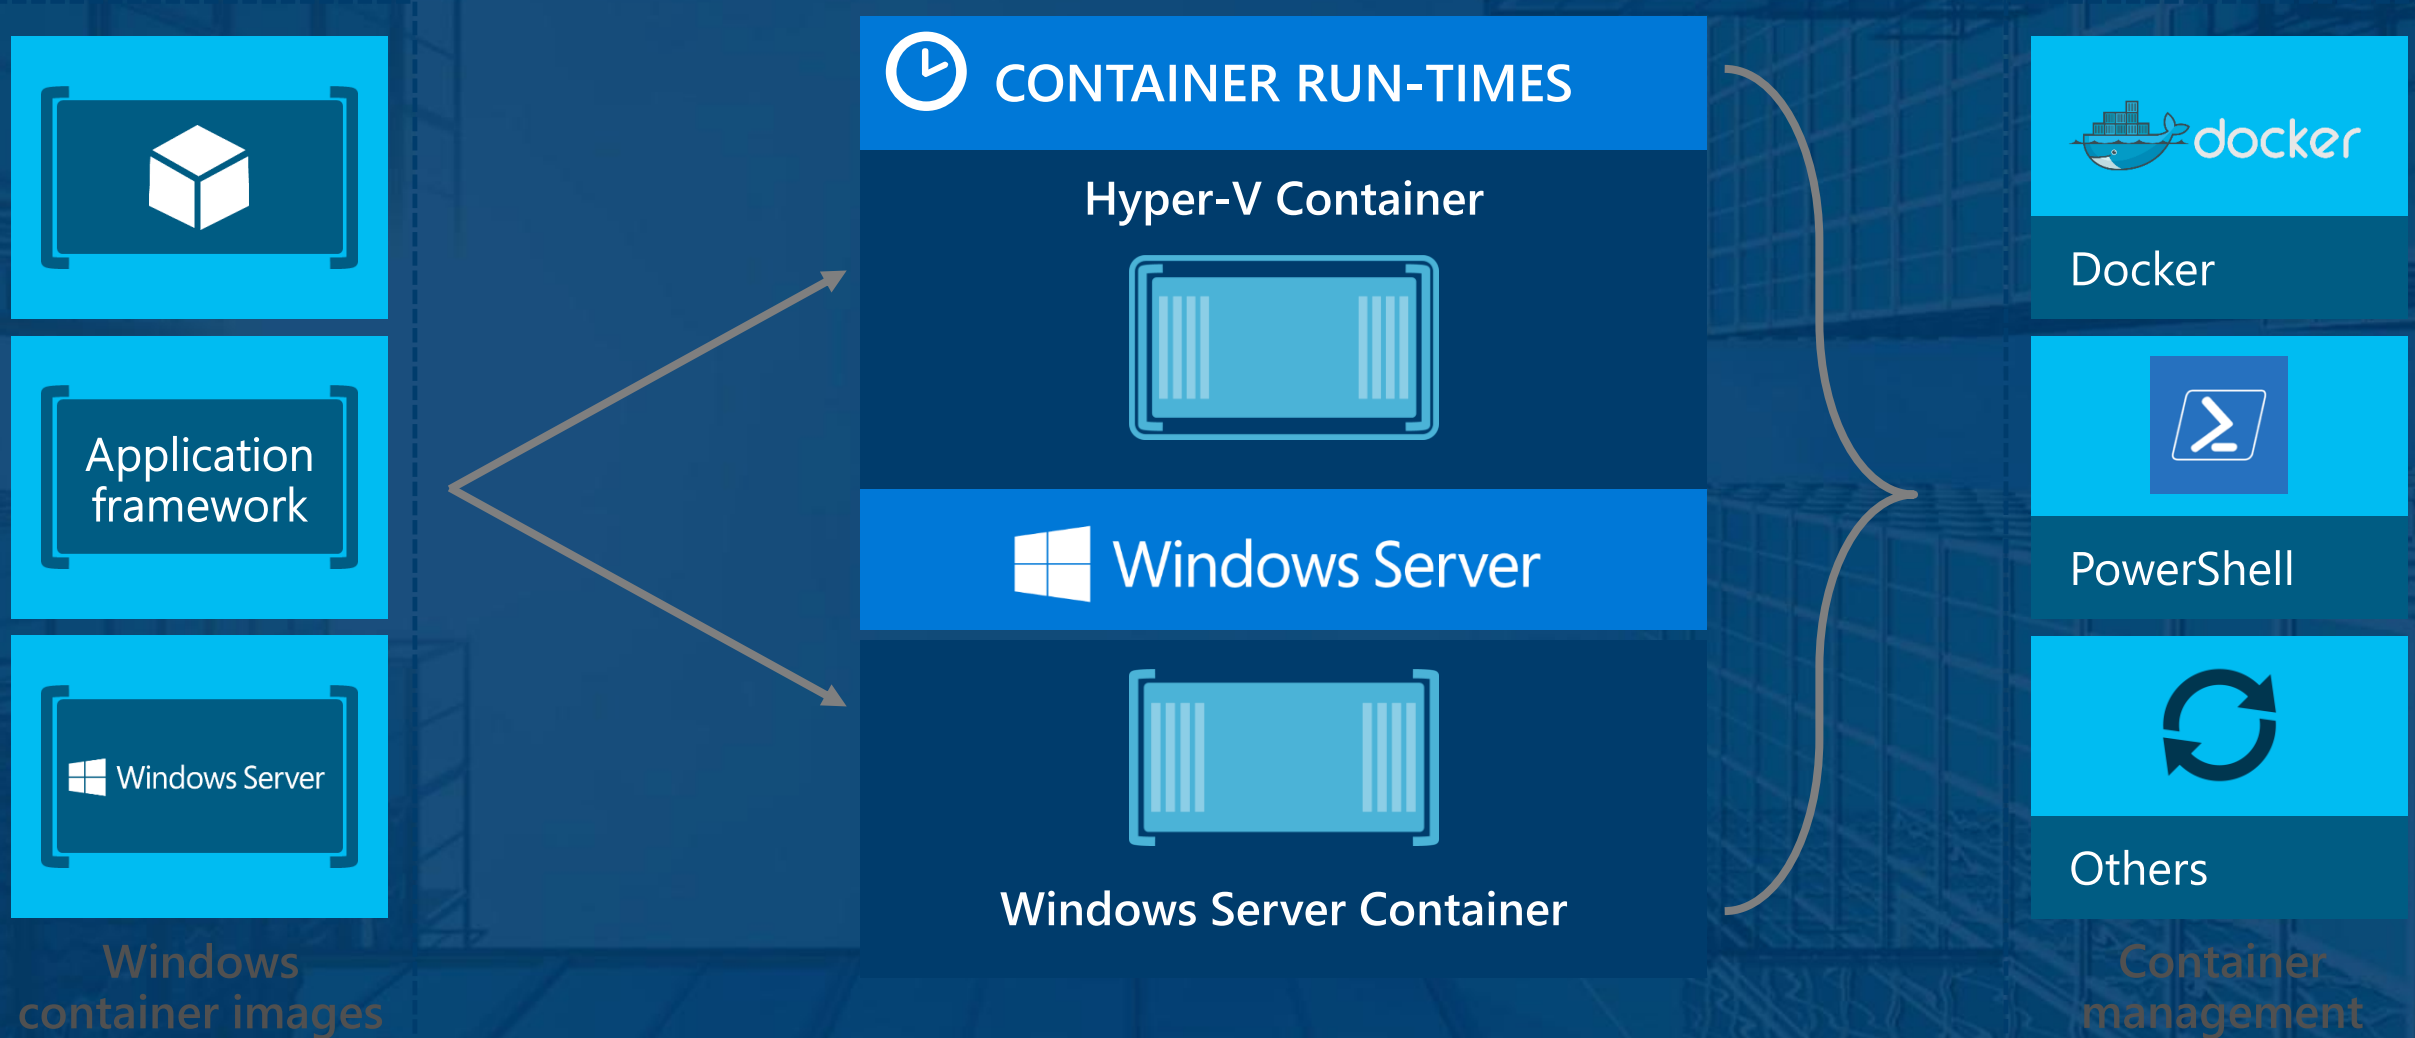 Application
framework
Windows Server
Windows
container images
CONTAINER RUN-TIMES
Hyper-V Container
Windows Server
Windows Server Container
docker
Docker
PowerShell
Others
Container
management